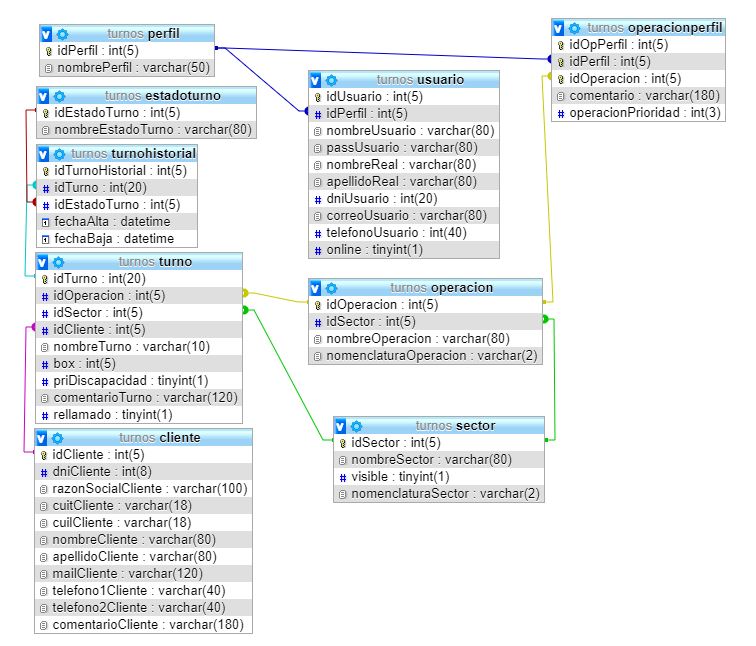 turnos perfil
idPerfil : int(5)
nombrePerfil : varchar(50)
turnos estadoturno
idEstadoTurno : int(5)
nombreEstadoTurno : varchar(80)
turnos turnohistorial
idTurnoHistorial : int(5)
idTurno : int(20)
idEstadoTurno : int(5)
fechaAlta : datetime
fechaBaja : datetime
turnos turno
idTurno : int(20)
idOperacion : int(5)
idSector : int(5)
idCliente : int(5)
nombreTurno : varchar(10)
box : int(5)
priDiscapacidad : tinyint(1)
comentarioTurno : varchar(120)
rellamado : tinyint(1)
turnos cliente
idCliente : int(5)
dniCliente : int(8)
razonSocialCliente : varchar(100)
cuitCliente : varchar(18)
cuilCliente : varchar(18)
nombreCliente : varchar(80)
apellidoCliente : varchar(80)
mailCliente : varchar(120)
telefono1Cliente : varchar(40)
telefono2Cliente : varchar(40)
comentarioCliente : varchar(180)
turnos usuario
idUsuario : int(5)
idPerfil : int(5)
nombreUsuario : varchar(80)
passUsuario : varchar(80)
nombreReal : varchar(80)
apellidoReal : varchar(80)
dniUsuario : int(20)
correoUsuario : varchar(80)
telefonoUsuario : int(40)
online : tinyint(1)
turnos operacion
idOperacion : int(5)
idSector : int(5)
nombreOperacion : varchar(80)
nomenclaturaOperacion : varchar(2)
turnos sector
idSector : int(5)
nombreSector : varchar(80)
visible : tinyint(1)
nomenclaturaSector : varchar(2)
turnos operacionperfil
idOpPerfil : int(5)
idPerfil : int(5)
idOperacion : int(5)
comentario : varchar(180)
operacionPrioridad : int(3)